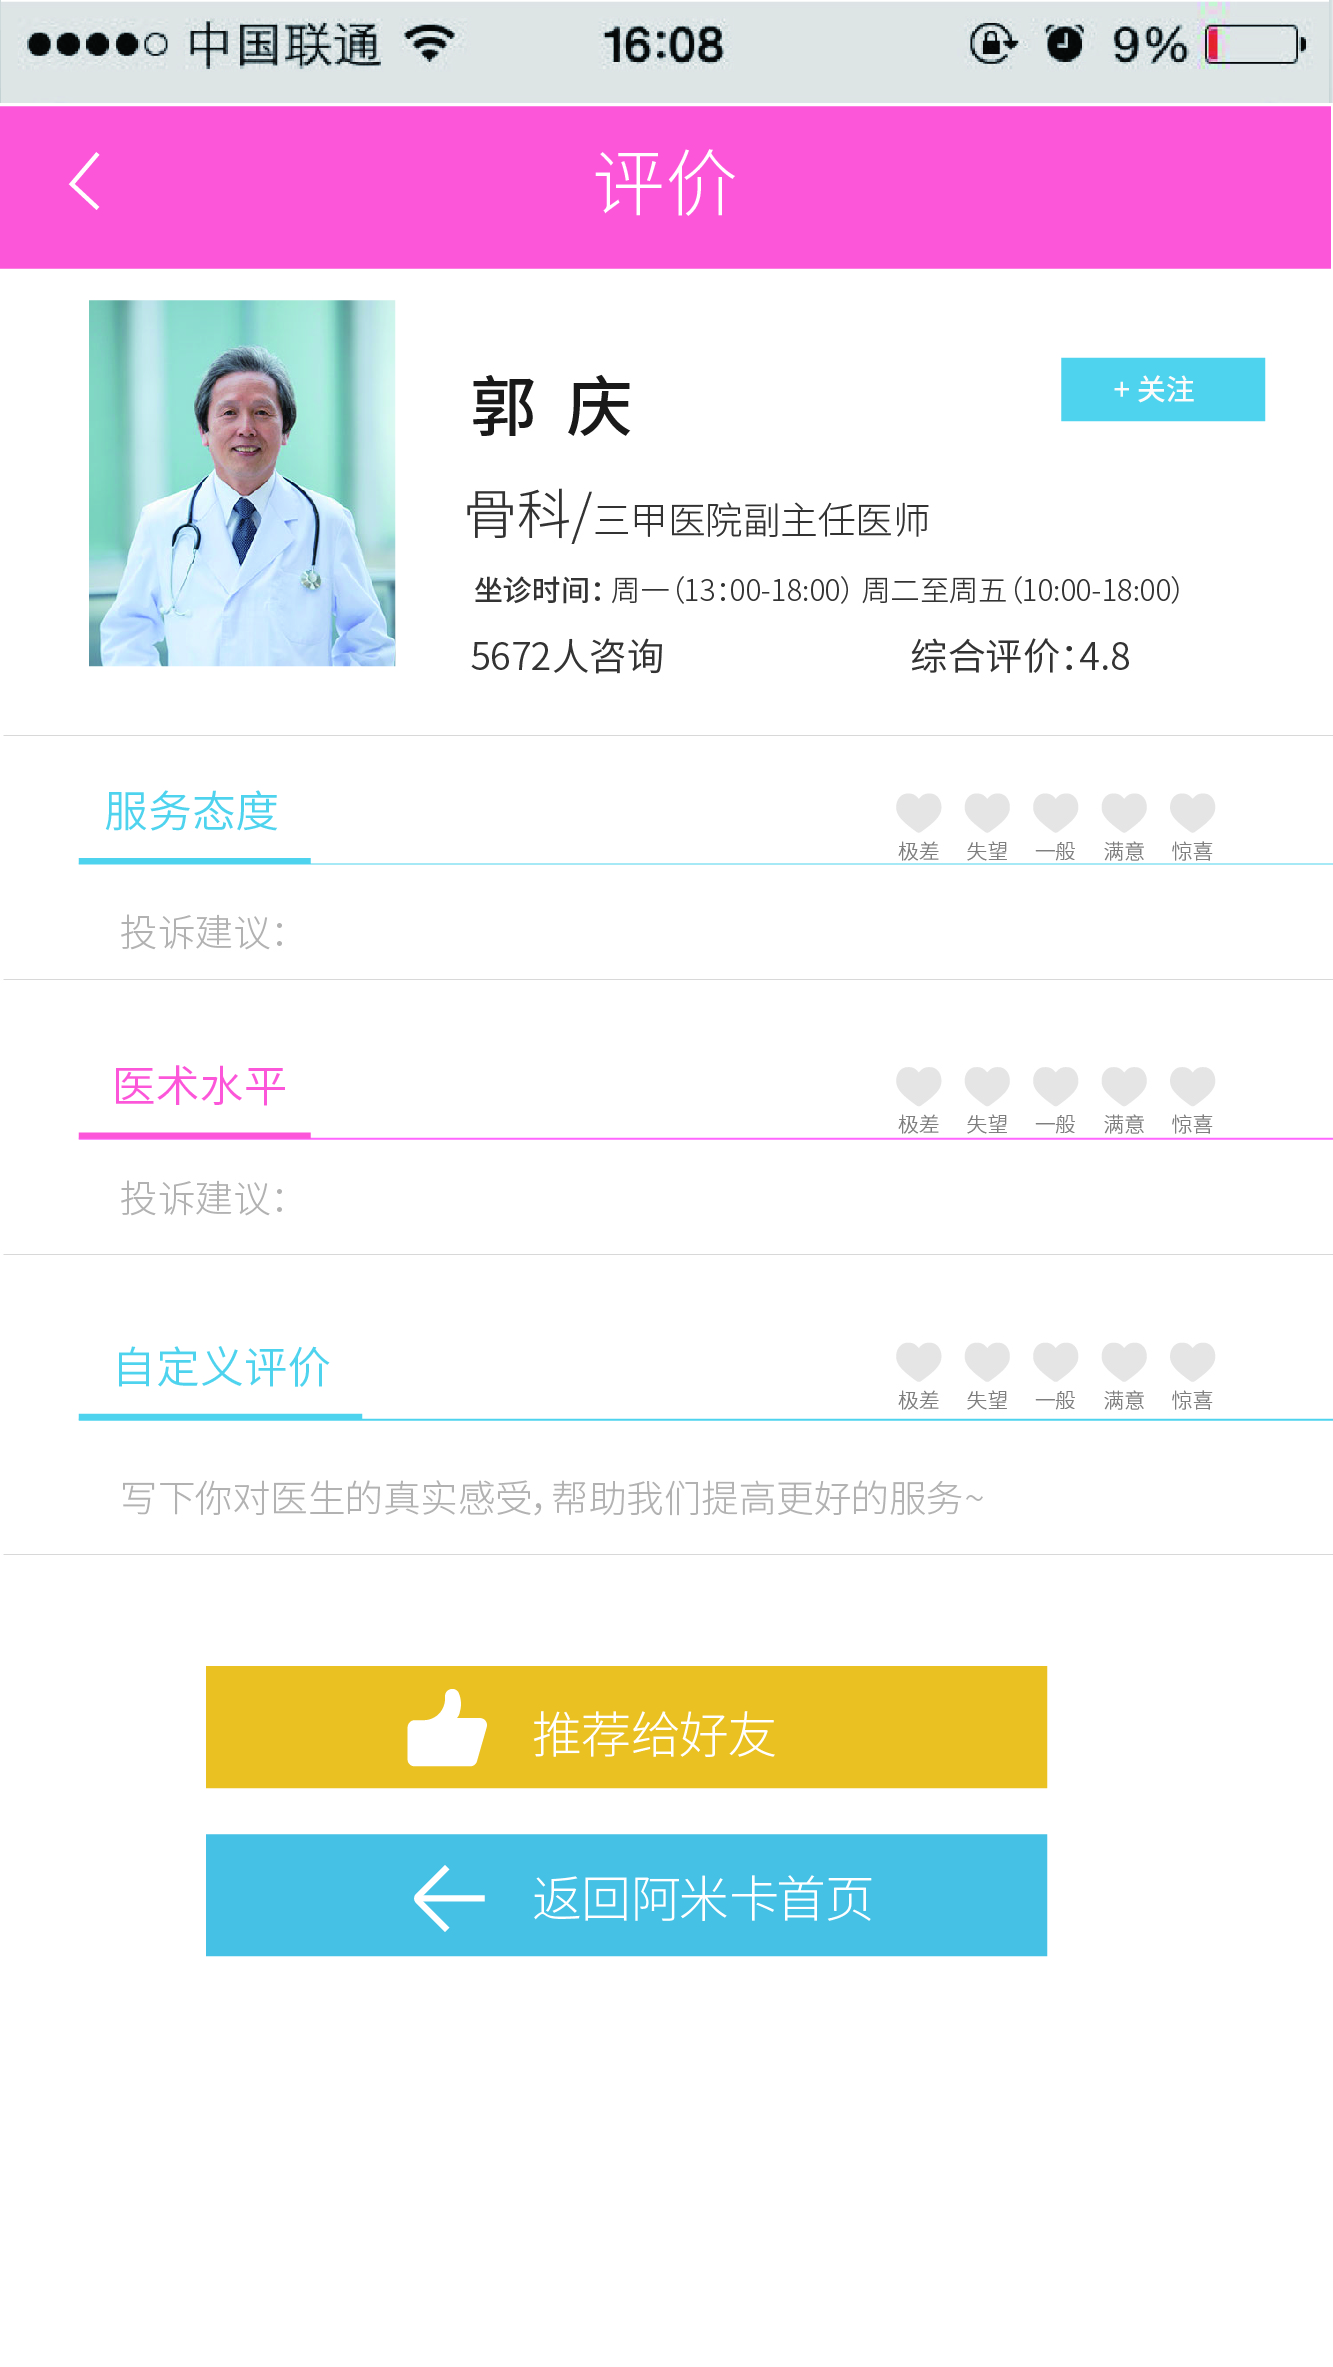 中国联通 16:08 9%
评价
郭 庆
+ 关注
骨科/三甲医院副主任医师
坐诊时间：周一（13：00-18:00） 周二至周五（10:00-18:00）
5672人咨询 综合评价：4.8
服务态度
极差 失望 一般 满意 惊喜
投诉建议：
医术水平
极差 失望 一般 满意 惊喜
投诉建议：
自定义评价
极差 失望 一般 满意 惊喜
写下你对医生的真实感受，帮助我们提高更好的服务~
推荐给好友
返回阿米卡首页